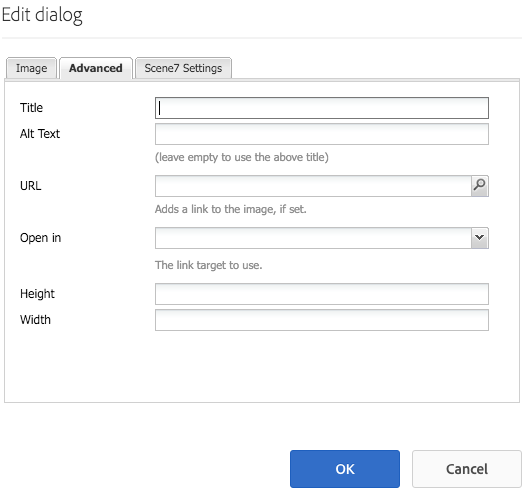 Edit dialog
Image Advanced Scene7 Settings
Title
Alt Text
(leave empty to use the above title)
URL
Adds a link to the image, if set.
Open in
The link target to use.
Height
Width
OK Cancel